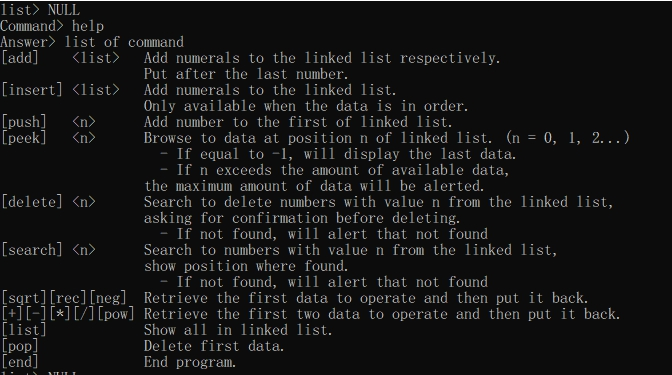 list> NULL
Command> help
Answer> list of command
[add]    <list>   Add numerals to the linked list respectively.
                  Put after the last number.
[insert] <list>   Add numerals to the linked list.
                  Only available when the data is in order.
[push]   <n>      Add number to the first of linked list.
[peek]   <n>      Browse to data at position n of linked list. (n = 0, 1, 2...)
                    - If equal to -1, will display the last data.
                    - If n exceeds the amount of available data,
                  the maximum amount of data will be alerted.
[delete] <n>      Search to delete numbers with value n from the linked list,
                  asking for confirmation before deleting.
                    - If not found, will alert that not found
[search] <n>      Search to numbers with value n from the linked list,
                  show position where found.
                    - If not found, will alert that not found
[sqrt][rec][neg]  Retrieve the first data to operate and then put it back.
[+][-][*][/][pow] Retrieve the first two data to operate and then put it back.
[list]            Show all in linked list.
[pop]             Delete first data.
[end]             End program.
list> NULL